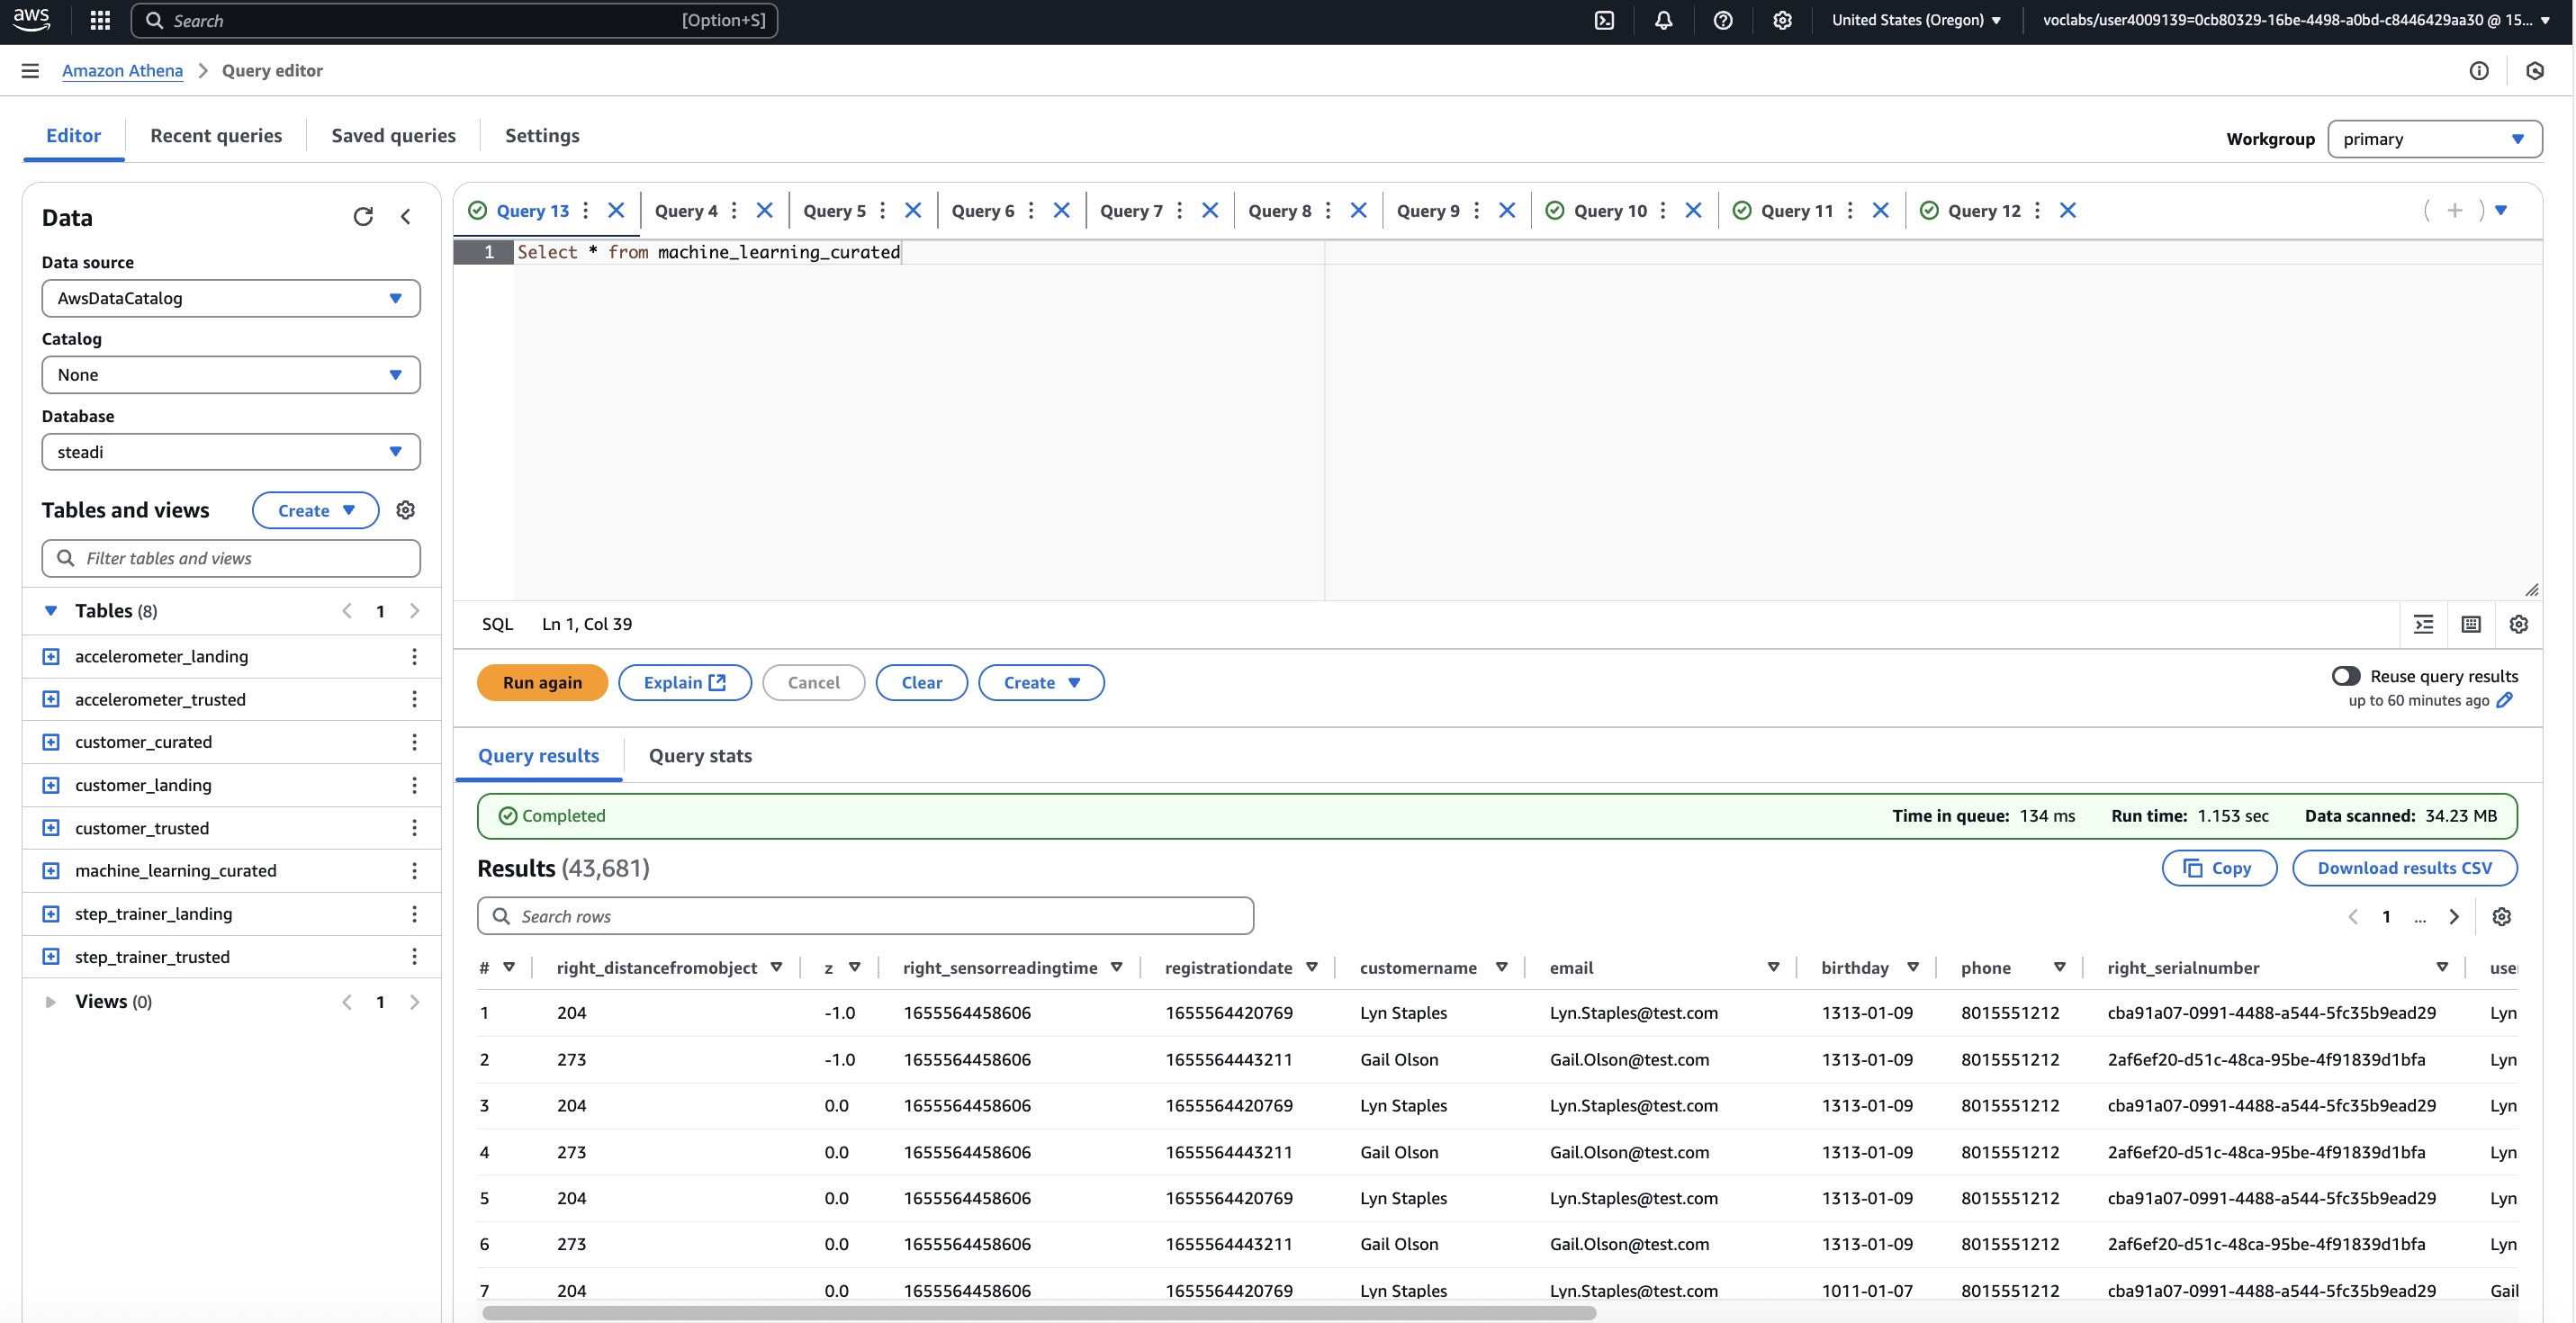 aws Search [Option+S] United States (Oregon) voclabs/user4009139=0cb80329-16be-4498-a0bd-c8446429aa30 @ 15...
Amazon Athena Query editor
Editor Recent queries Saved queries Settings Workgroup primary
Data
Data source
AwsDataCatalog
Catalog
None
Database
steadi
Tables and views Create
Filter tables and views
Tables (8) 1
accelerometer_landing
accelerometer_trusted
customer_curated
customer_landing
customer_trusted
machine_learning_curated
step_trainer_landing
step_trainer_trusted
Views (0) 1
Query 13 Query 4 Query 5 Query 6 Query 7 Query 8 Query 9 Query 10 Query 11 Query 12
1 Select * from machine_learning_curated
SQL Ln 1, Col 39
Run again Explain Cancel Clear Create Reuse query results
up to 60 minutes ago
Query results Query stats
Completed Time in queue: 134 ms Run time: 1.153 sec Data scanned: 34.23 MB
Results (43,681) Copy Download results CSV
Search rows 1 ...
# right_distancefromobject z right_sensorreadingtime registrationdate customername email birthday phone right_serialnumber use
1 204 -1.0 1655564458606 1655564420769 Lyn Staples Lyn.Staples@test.com 1313-01-09 8015551212 cba91a07-0991-4488-a544-5fc35b9ead29 Lyn
2 273 -1.0 1655564458606 1655564443211 Gail Olson Gail.Olson@test.com 1313-01-09 8015551212 2af6ef20-d51c-48ca-95be-4f91839d1bfa Lyn
3 204 0.0 1655564458606 1655564420769 Lyn Staples Lyn.Staples@test.com 1313-01-09 8015551212 cba91a07-0991-4488-a544-5fc35b9ead29 Lyn
4 273 0.0 1655564458606 1655564443211 Gail Olson Gail.Olson@test.com 1313-01-09 8015551212 2af6ef20-d51c-48ca-95be-4f91839d1bfa Lyn
5 204 0.0 1655564458606 1655564420769 Lyn Staples Lyn.Staples@test.com 1313-01-09 8015551212 cba91a07-0991-4488-a544-5fc35b9ead29 Lyn
6 273 0.0 1655564458606 1655564443211 Gail Olson Gail.Olson@test.com 1313-01-09 8015551212 2af6ef20-d51c-48ca-95be-4f91839d1bfa Lyn
7 204 0.0 1655564458606 1655564420769 Lyn Staples Lyn.Staples@test.com 1011-01-07 8015551212 cba91a07-0991-4488-a544-5fc35b9ead29 Gail